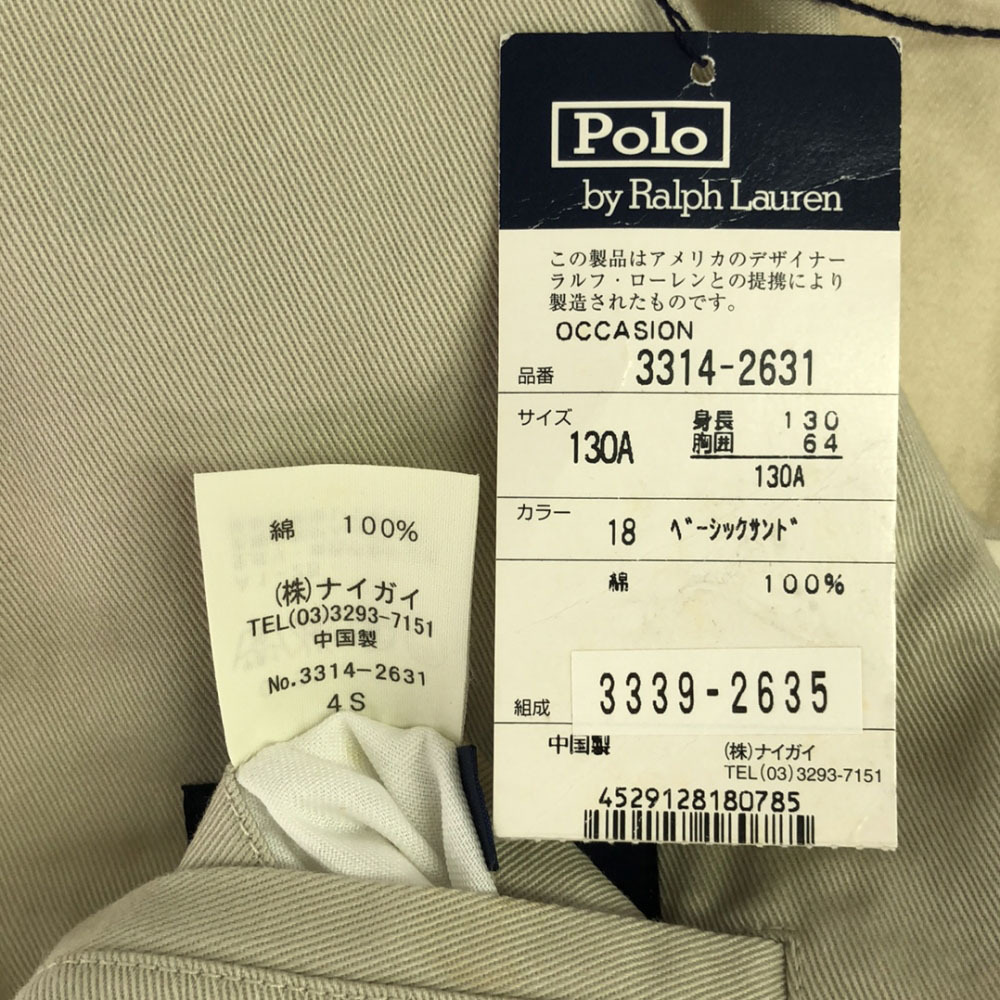 Polo
by Ralph Lauren
この製品はアメリカのデザイナー
ラルフ・ローレンとの提携により
製造されたものです。
OCCASION
品番 3314-2631
サイズ 130A 身長 130
胸囲 64
130A
カラー 18 ベーシックサンド
綿 100%
3339-2635
組成
中国製 (株)ナイガイ
TEL(03)3293-7151
4529128180785
綿 100%
(株)ナイガイ
TEL(03)3293-7151
中国製
No.3314-2631
4S